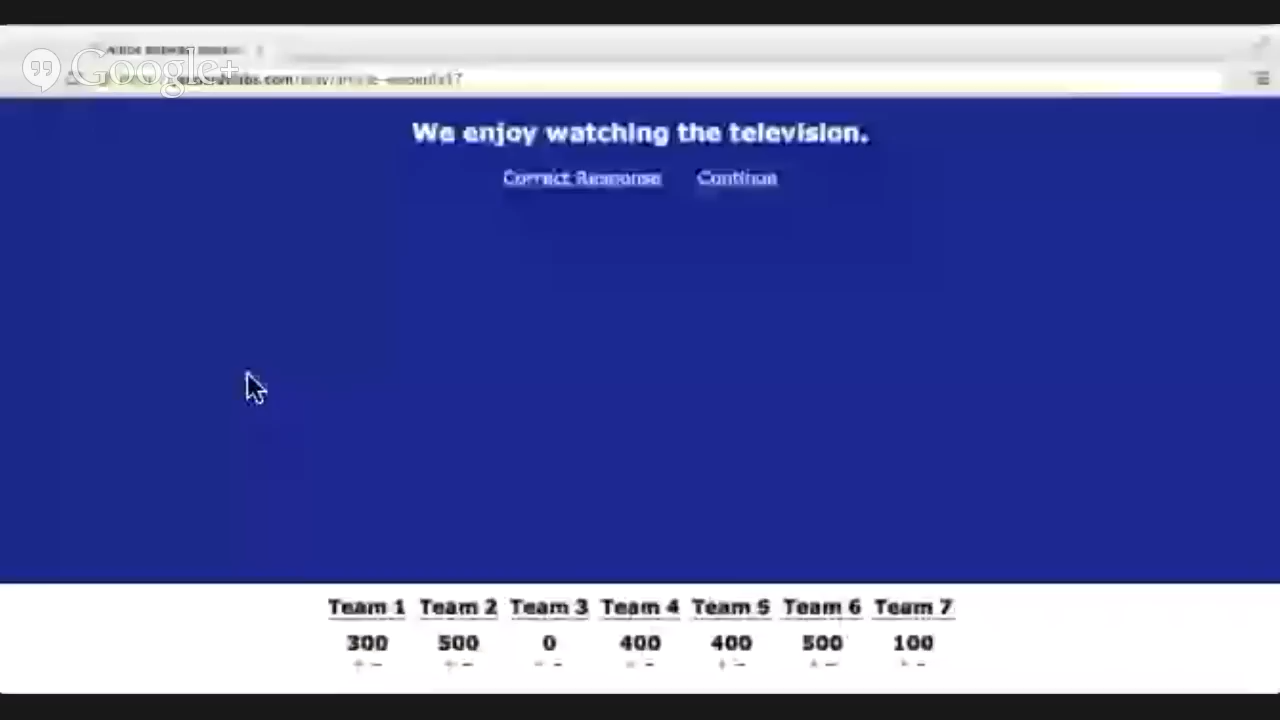 Google+
We enjoy watching the television.
Correct Response Continue
Team 1 Team 2 Team 3 Team 4 Team 5 Team 6 Team 7
300 500 0 400 400 500 100